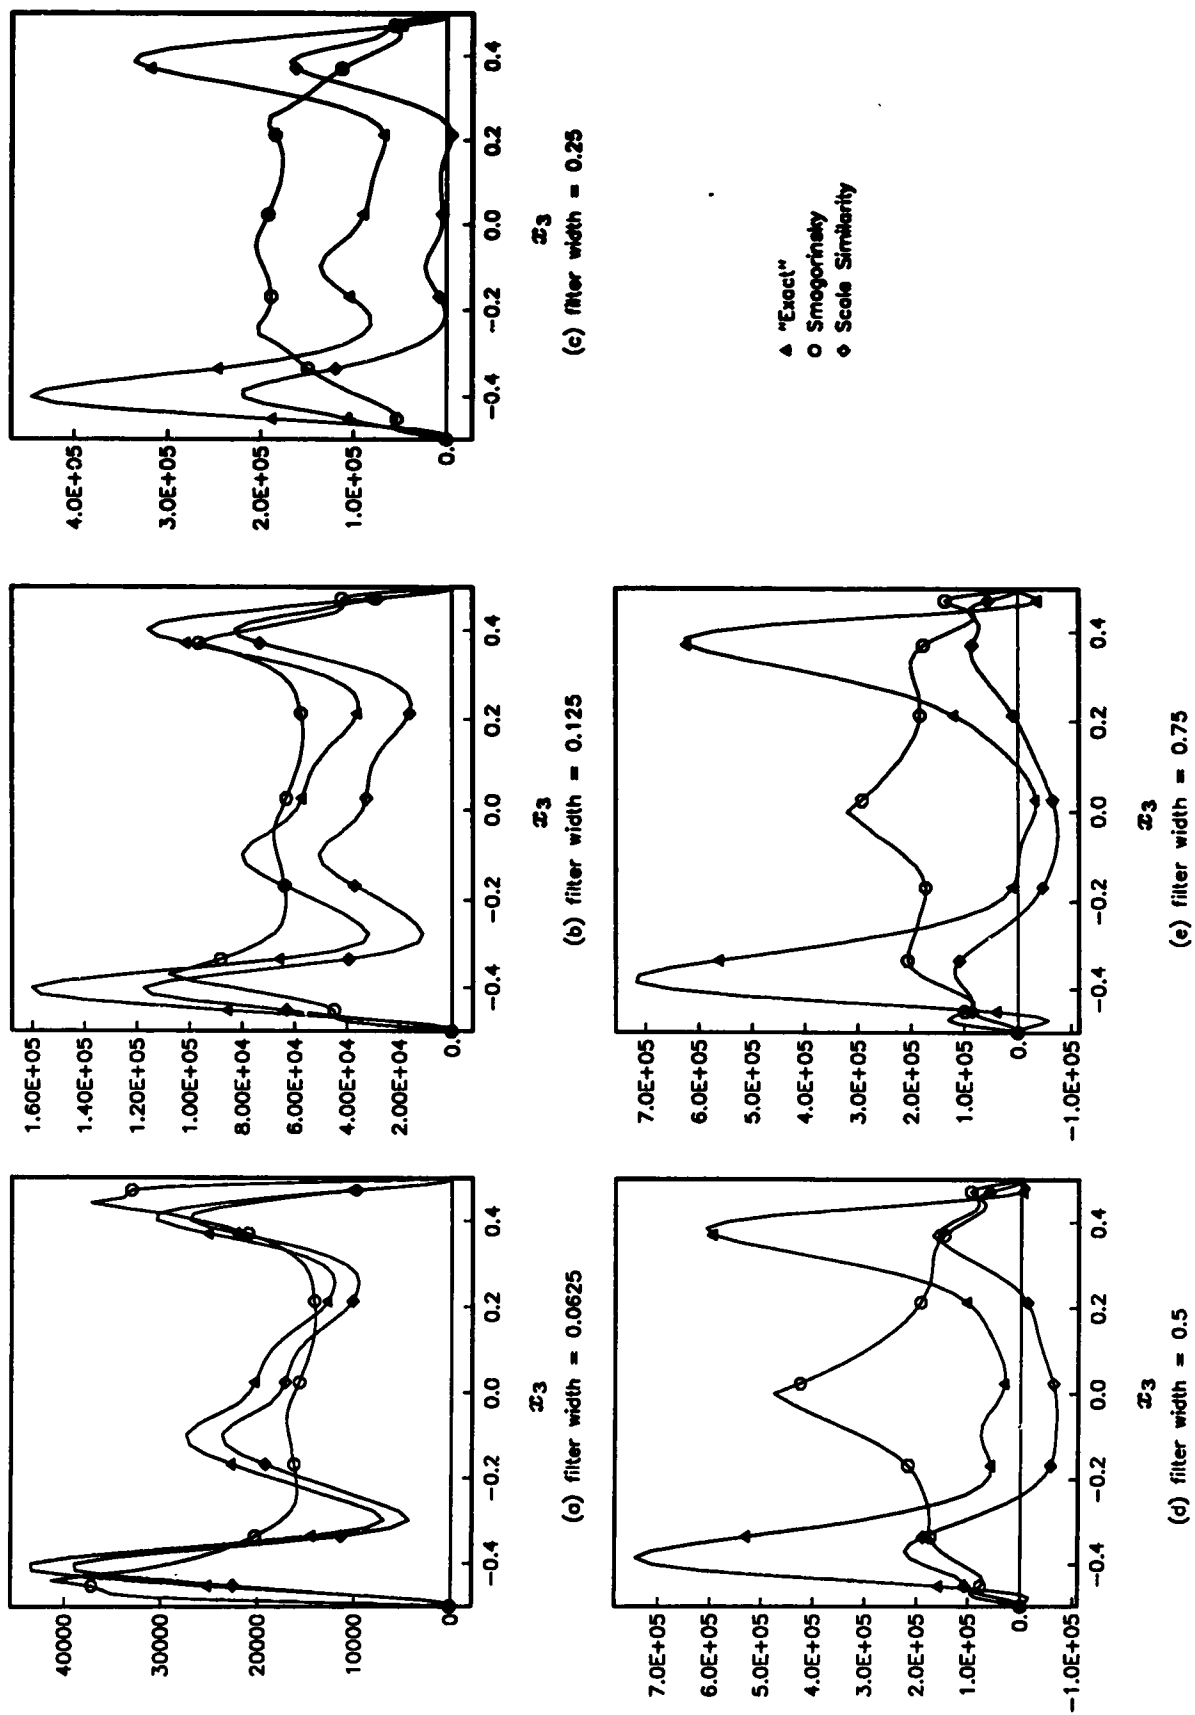 40000
30000
20000
10000
0.
−0.4
−0.2
0.0
0.2
0.4
x3
(a) filter width = 0.0625
1.60E+05
1.40E+05
1.20E+05
1.00E+05
8.00E+04
6.00E+04
4.00E+04
2.00E+04
0.
−0.4
−0.2
0.0
0.2
0.4
x3
(b) filter width = 0.125
4.0E+05
3.0E+05
2.0E+05
1.0E+05
0.
−0.4
−0.2
0.0
0.2
0.4
x3
(c) filter width = 0.25
7.0E+05
6.0E+05
5.0E+05
4.0E+05
3.0E+05
2.0E+05
1.0E+05
0.
−1.0E+05
−0.4
−0.2
0.0
0.2
0.4
x3
(d) filter width = 0.5
7.0E+05
6.0E+05
5.0E+05
4.0E+05
3.0E+05
2.0E+05
1.0E+05
0.
−1.0E+05
−0.4
−0.2
0.0
0.2
0.4
x3
(e) filter width = 0.75
"Exact"
Smagorinsky
Scale Similarity